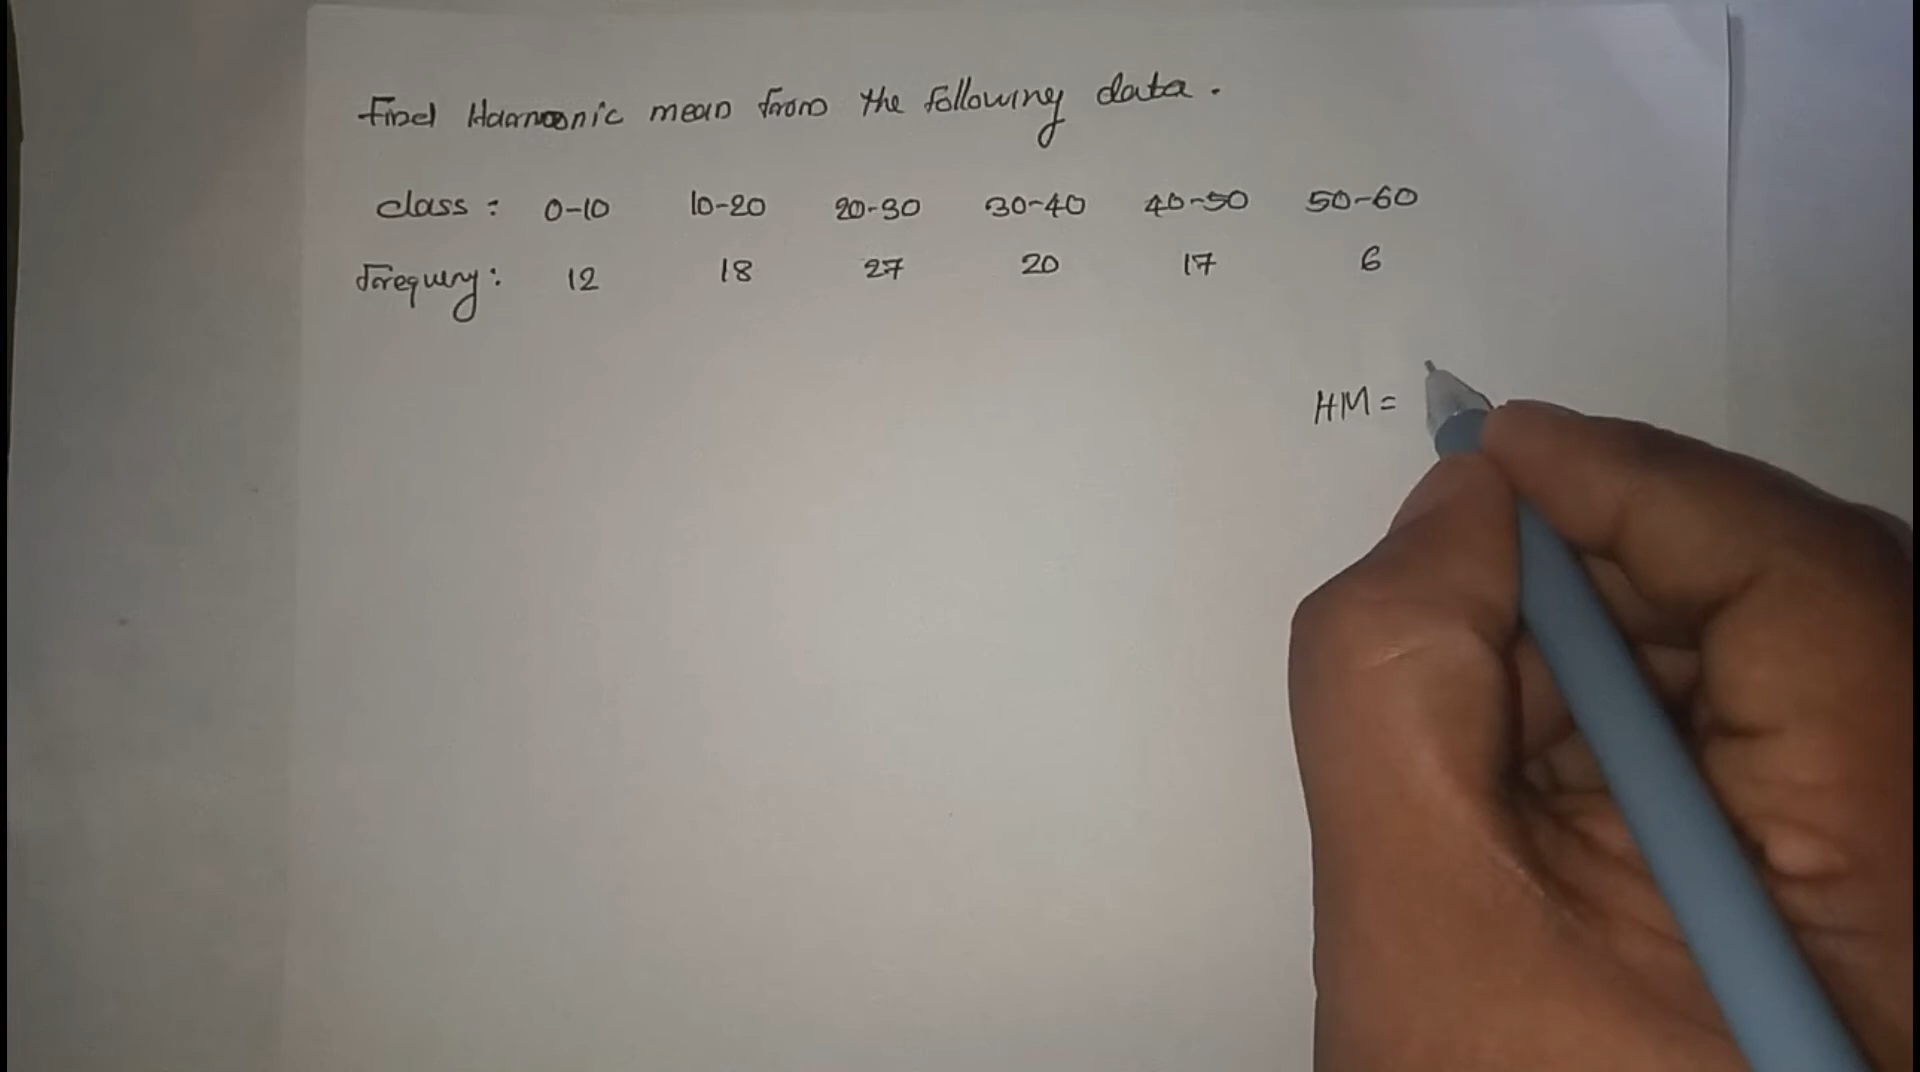 Find Harmonic mean from the following data.
class: 0-10 10-20 20-30 30-40 40-50 50-60
frequeny: 12 18 27 20 17 6
HM =